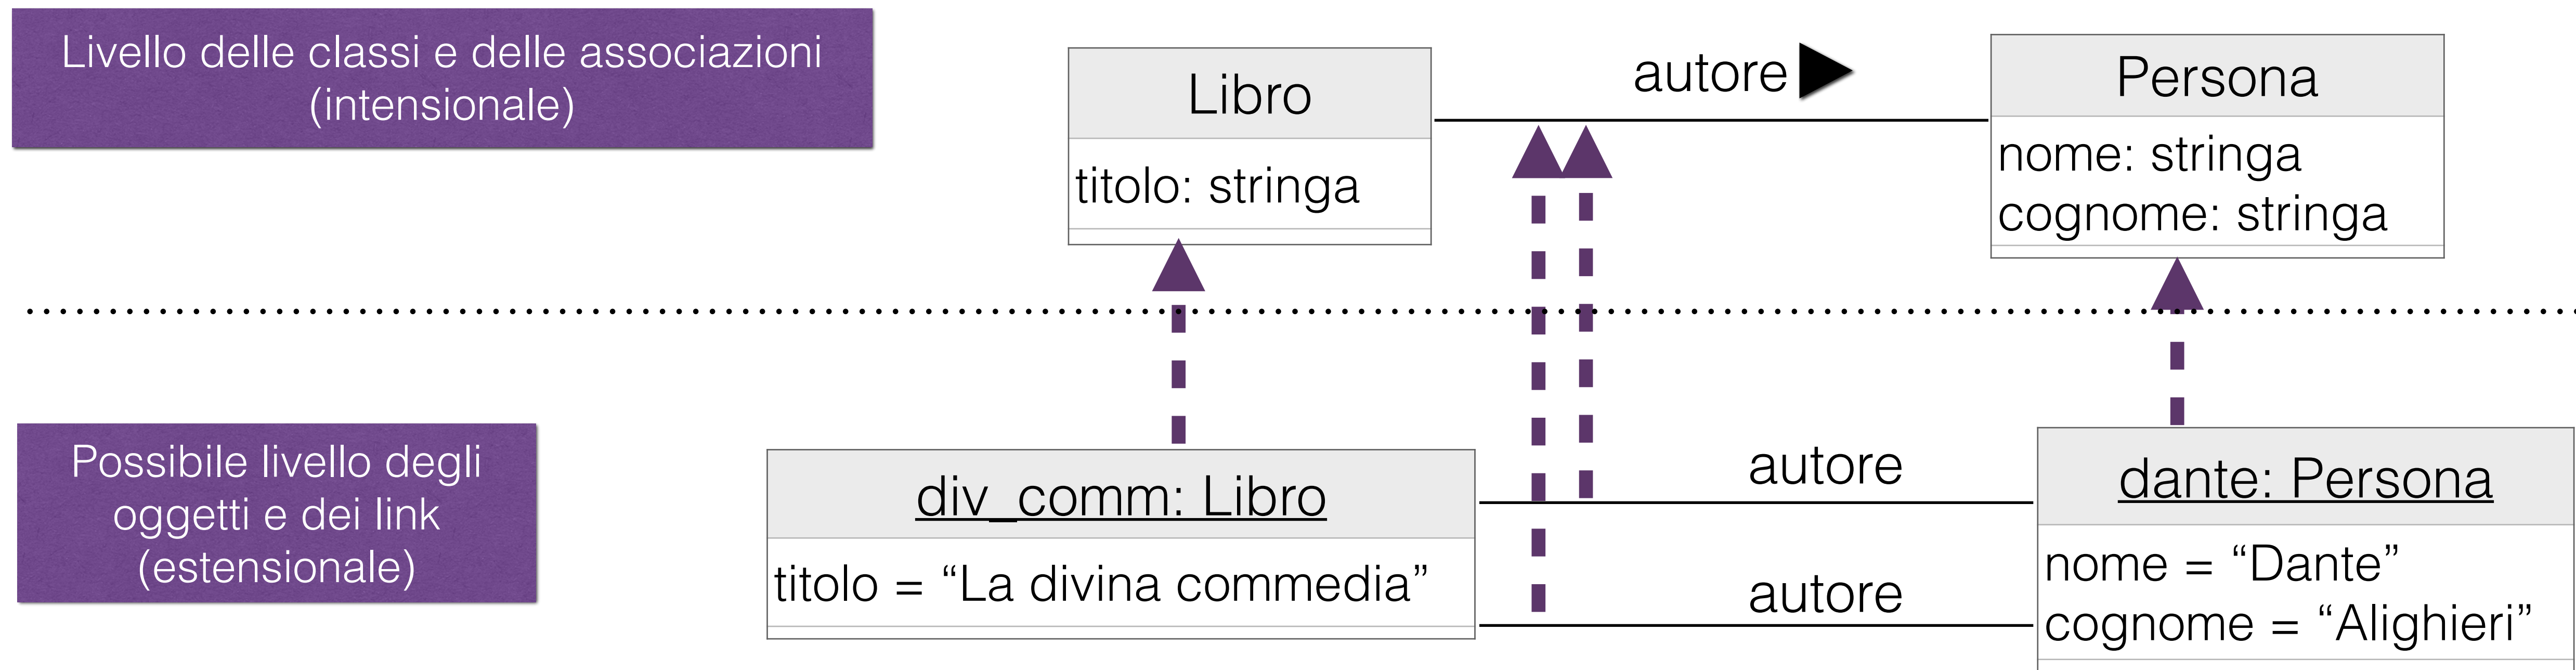 Livello delle classi e delle associazioni
(intensionale)
Libro
titolo: stringa
autore
Persona
nome: stringa
cognome: stringa
Possibile livello degli
oggetti e dei link
(estensionale)
div_comm: Libro
titolo = “La divina commedia”
autore
autore
dante: Persona
nome = “Dante”
cognome = “Alighieri”